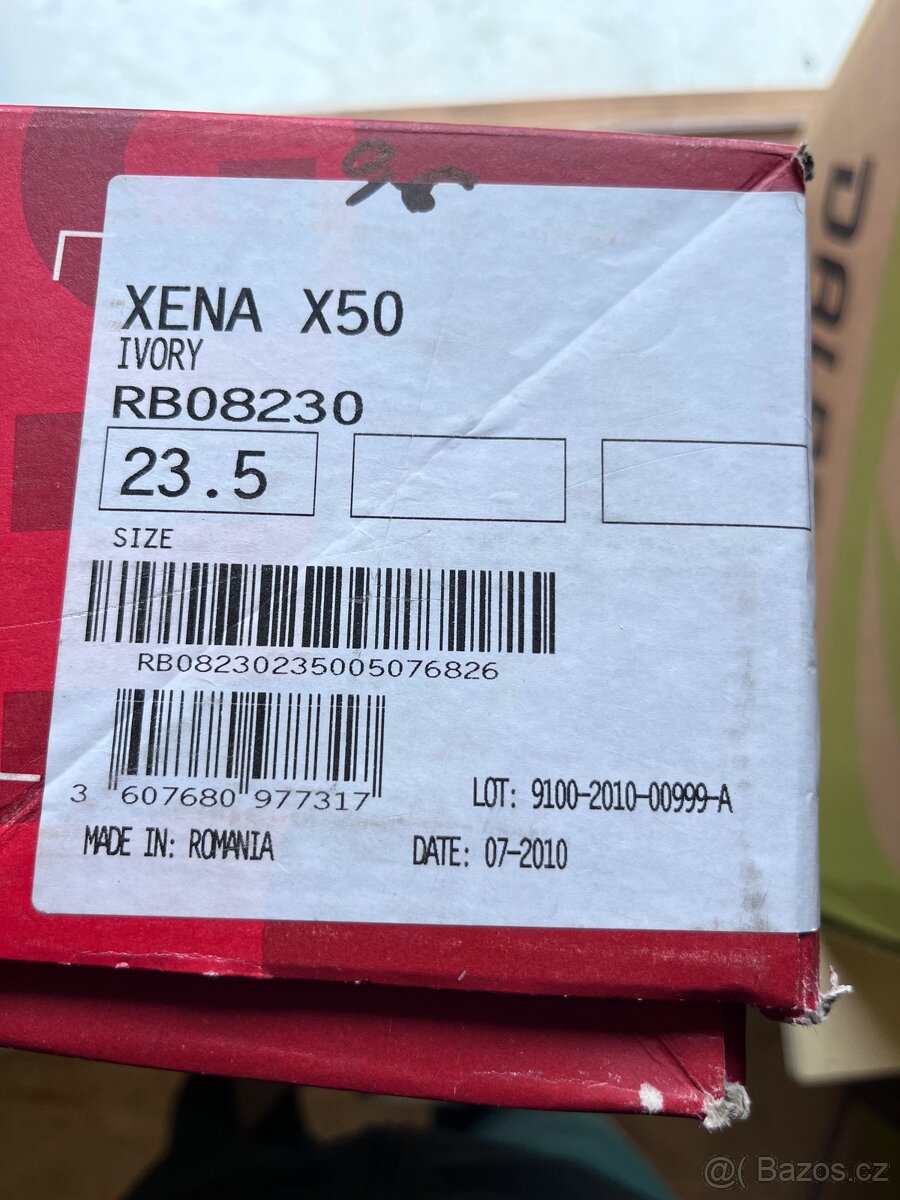 XENA X50
IVORY
RB08230
23.5
SIZE
RB08230235005076826
3 607680 977317
LOT: 9100-2010-00999-A
MADE IN: ROMANIA
DATE: 07-2010
@( Bazos.cz